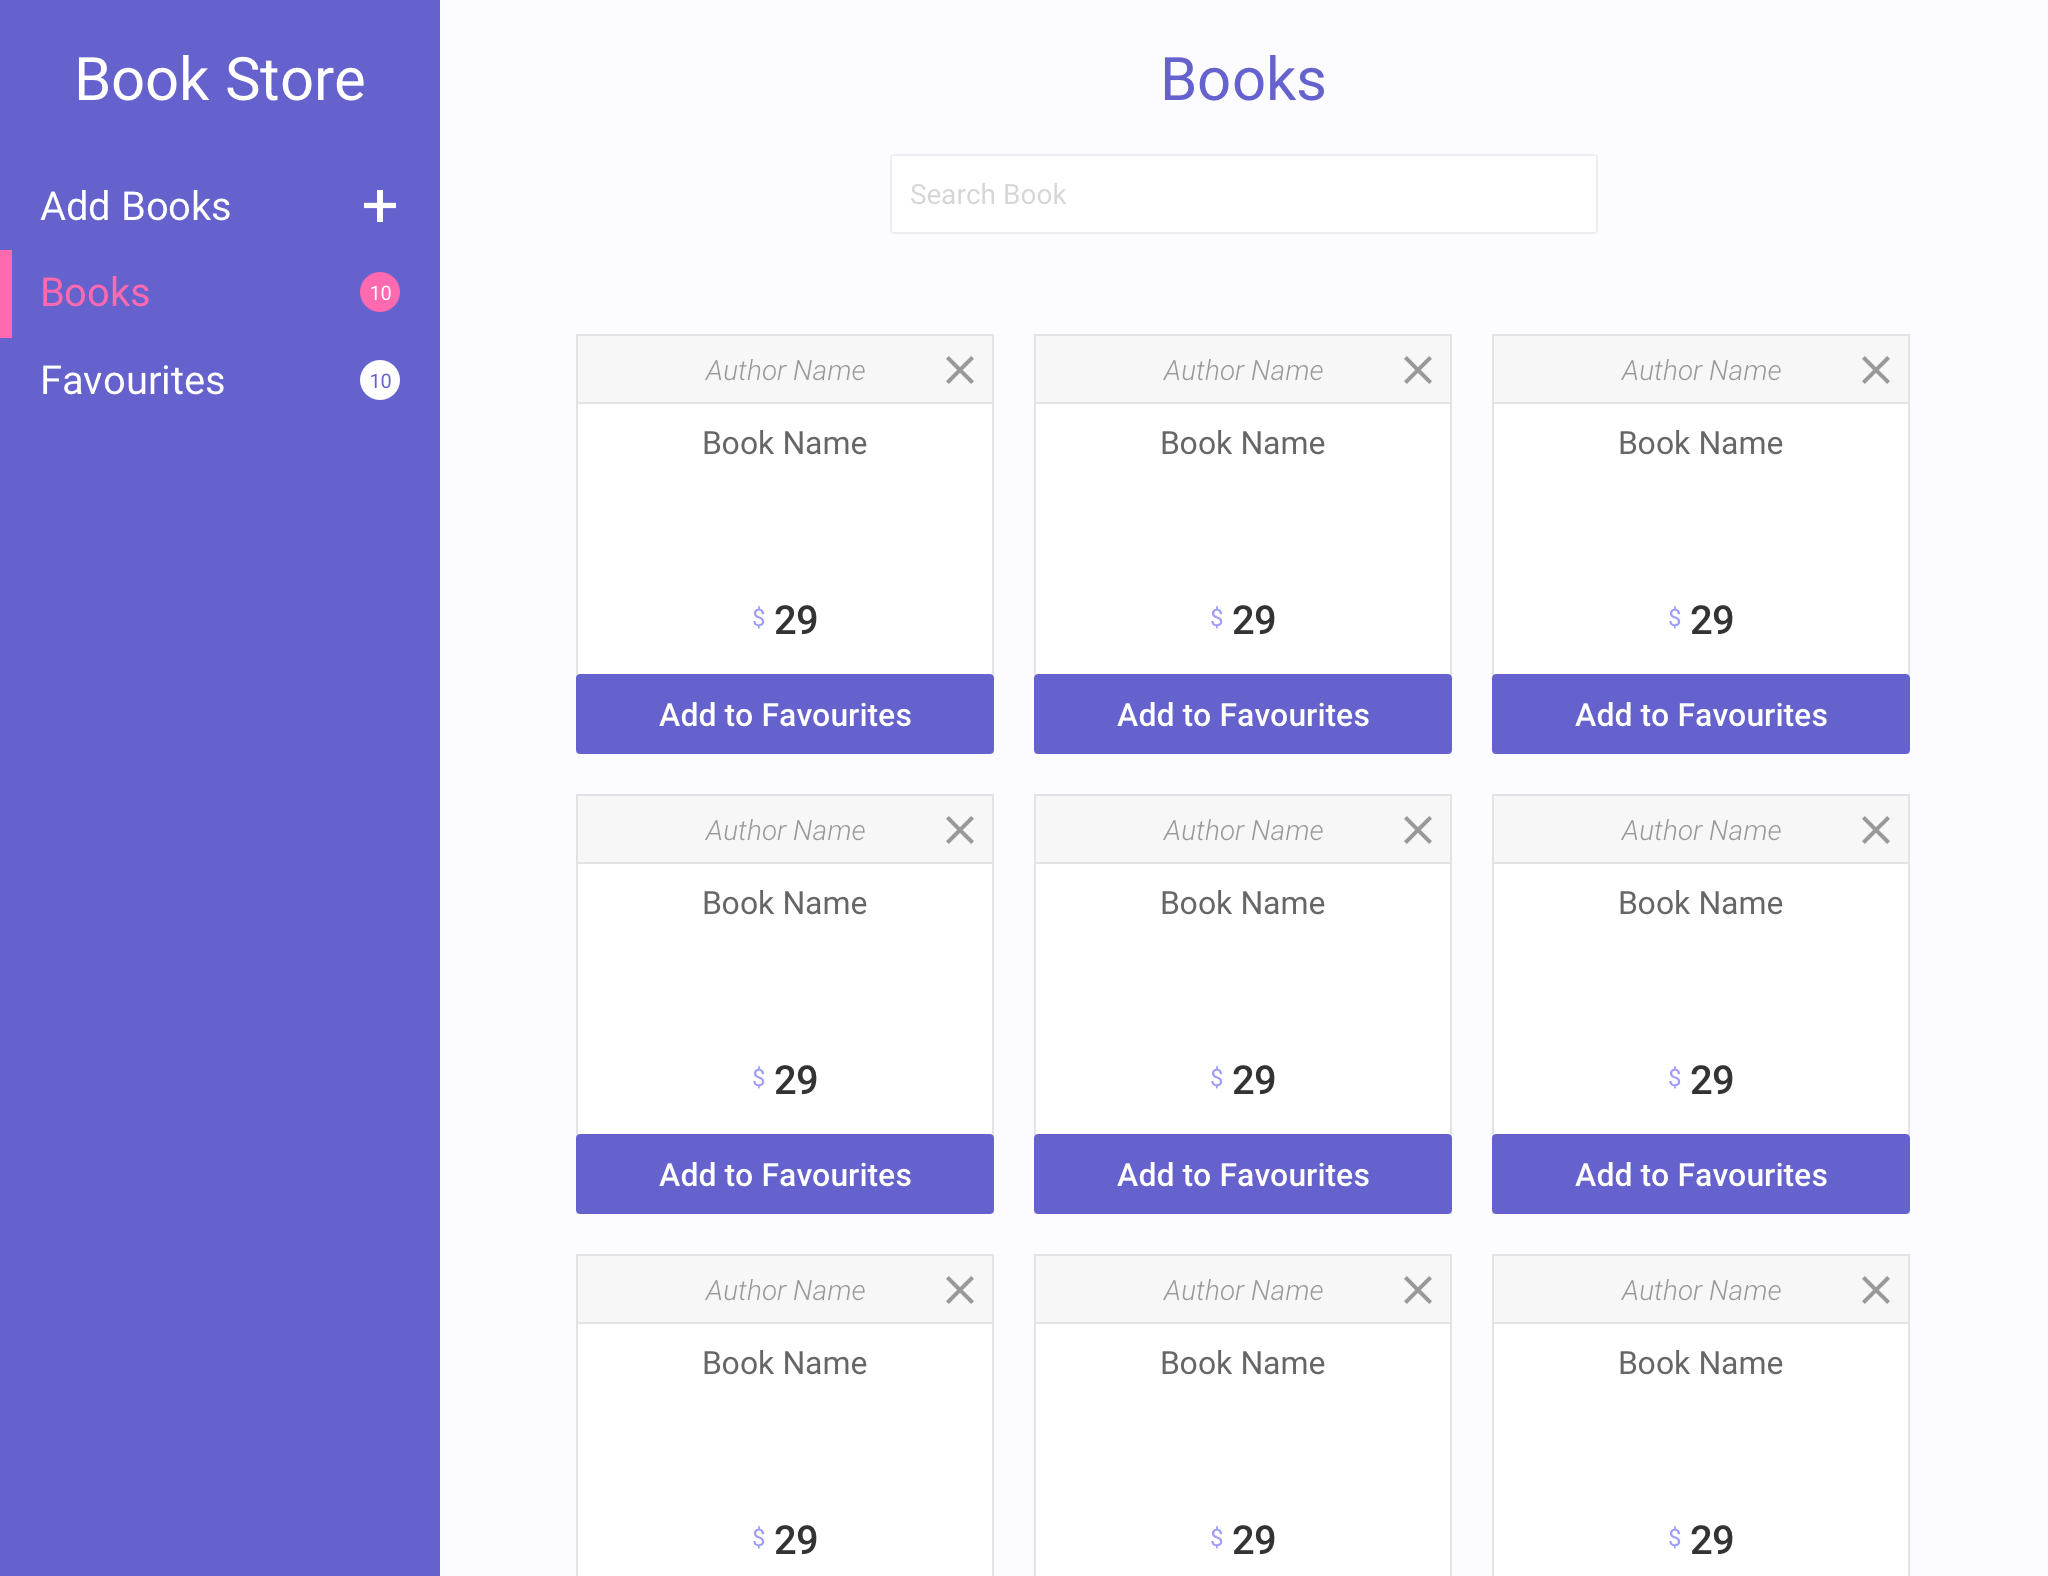 Book Store
Add Books
Books 10
Favourites 10
Books
Search Book
Author Name Author Name Author Name
Book Name Book Name Book Name
$ 29 $ 29 $ 29
Add to Favourites Add to Favourites Add to Favourites
Author Name Author Name Author Name
Book Name Book Name Book Name
$ 29 $ 29 $ 29
Add to Favourites Add to Favourites Add to Favourites
Author Name Author Name Author Name
Book Name Book Name Book Name
$ 29 $ 29 $ 29